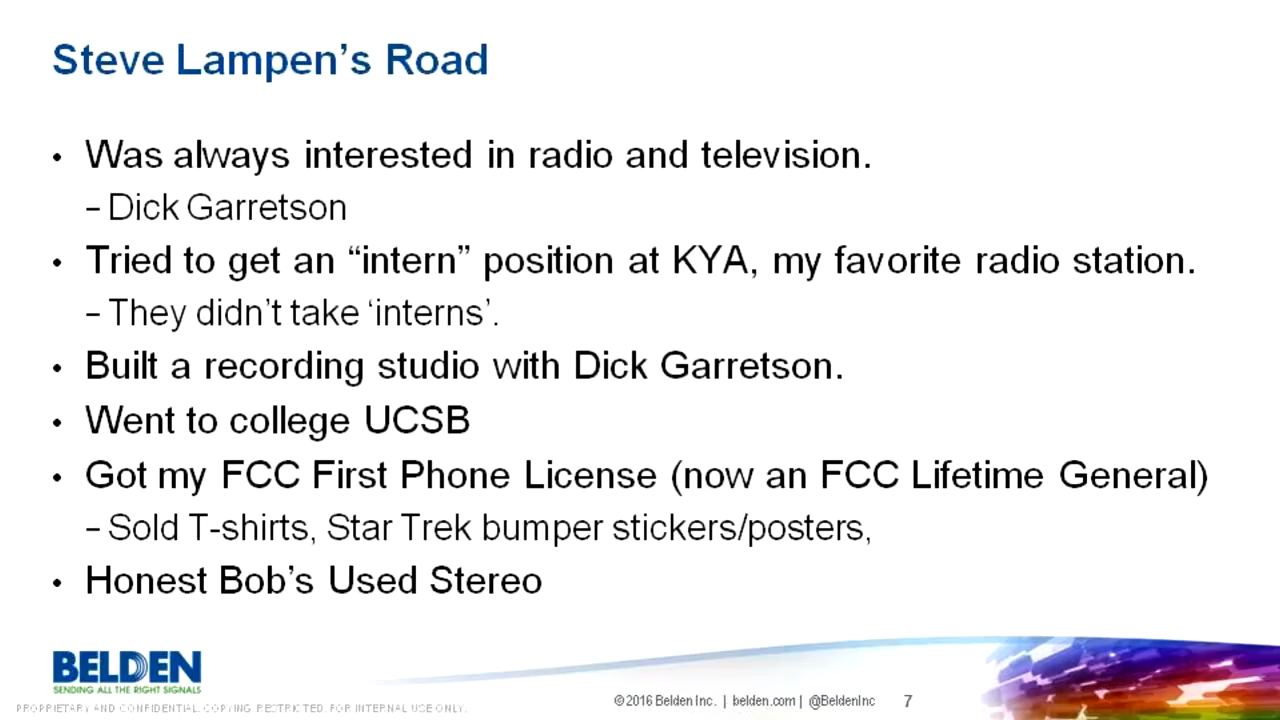 Steve Lampen’s Road
• Was always interested in radio and television.
– Dick Garretson
• Tried to get an “intern” position at KYA, my favorite radio station.
– They didn’t take ‘interns’.
• Built a recording studio with Dick Garretson.
• Went to college UCSB
• Got my FCC First Phone License (now an FCC Lifetime General)
– Sold T-shirts, Star Trek bumper stickers/posters,
• Honest Bob’s Used Stereo
BELDEN
SENDING ALL THE RIGHT SIGNALS
PROPRIETARY AND CONFIDENTIAL. COPYING RESTRICTED. FOR INTERNAL USE ONLY.
© 2016 Belden Inc. | belden.com | @BeldenInc 7